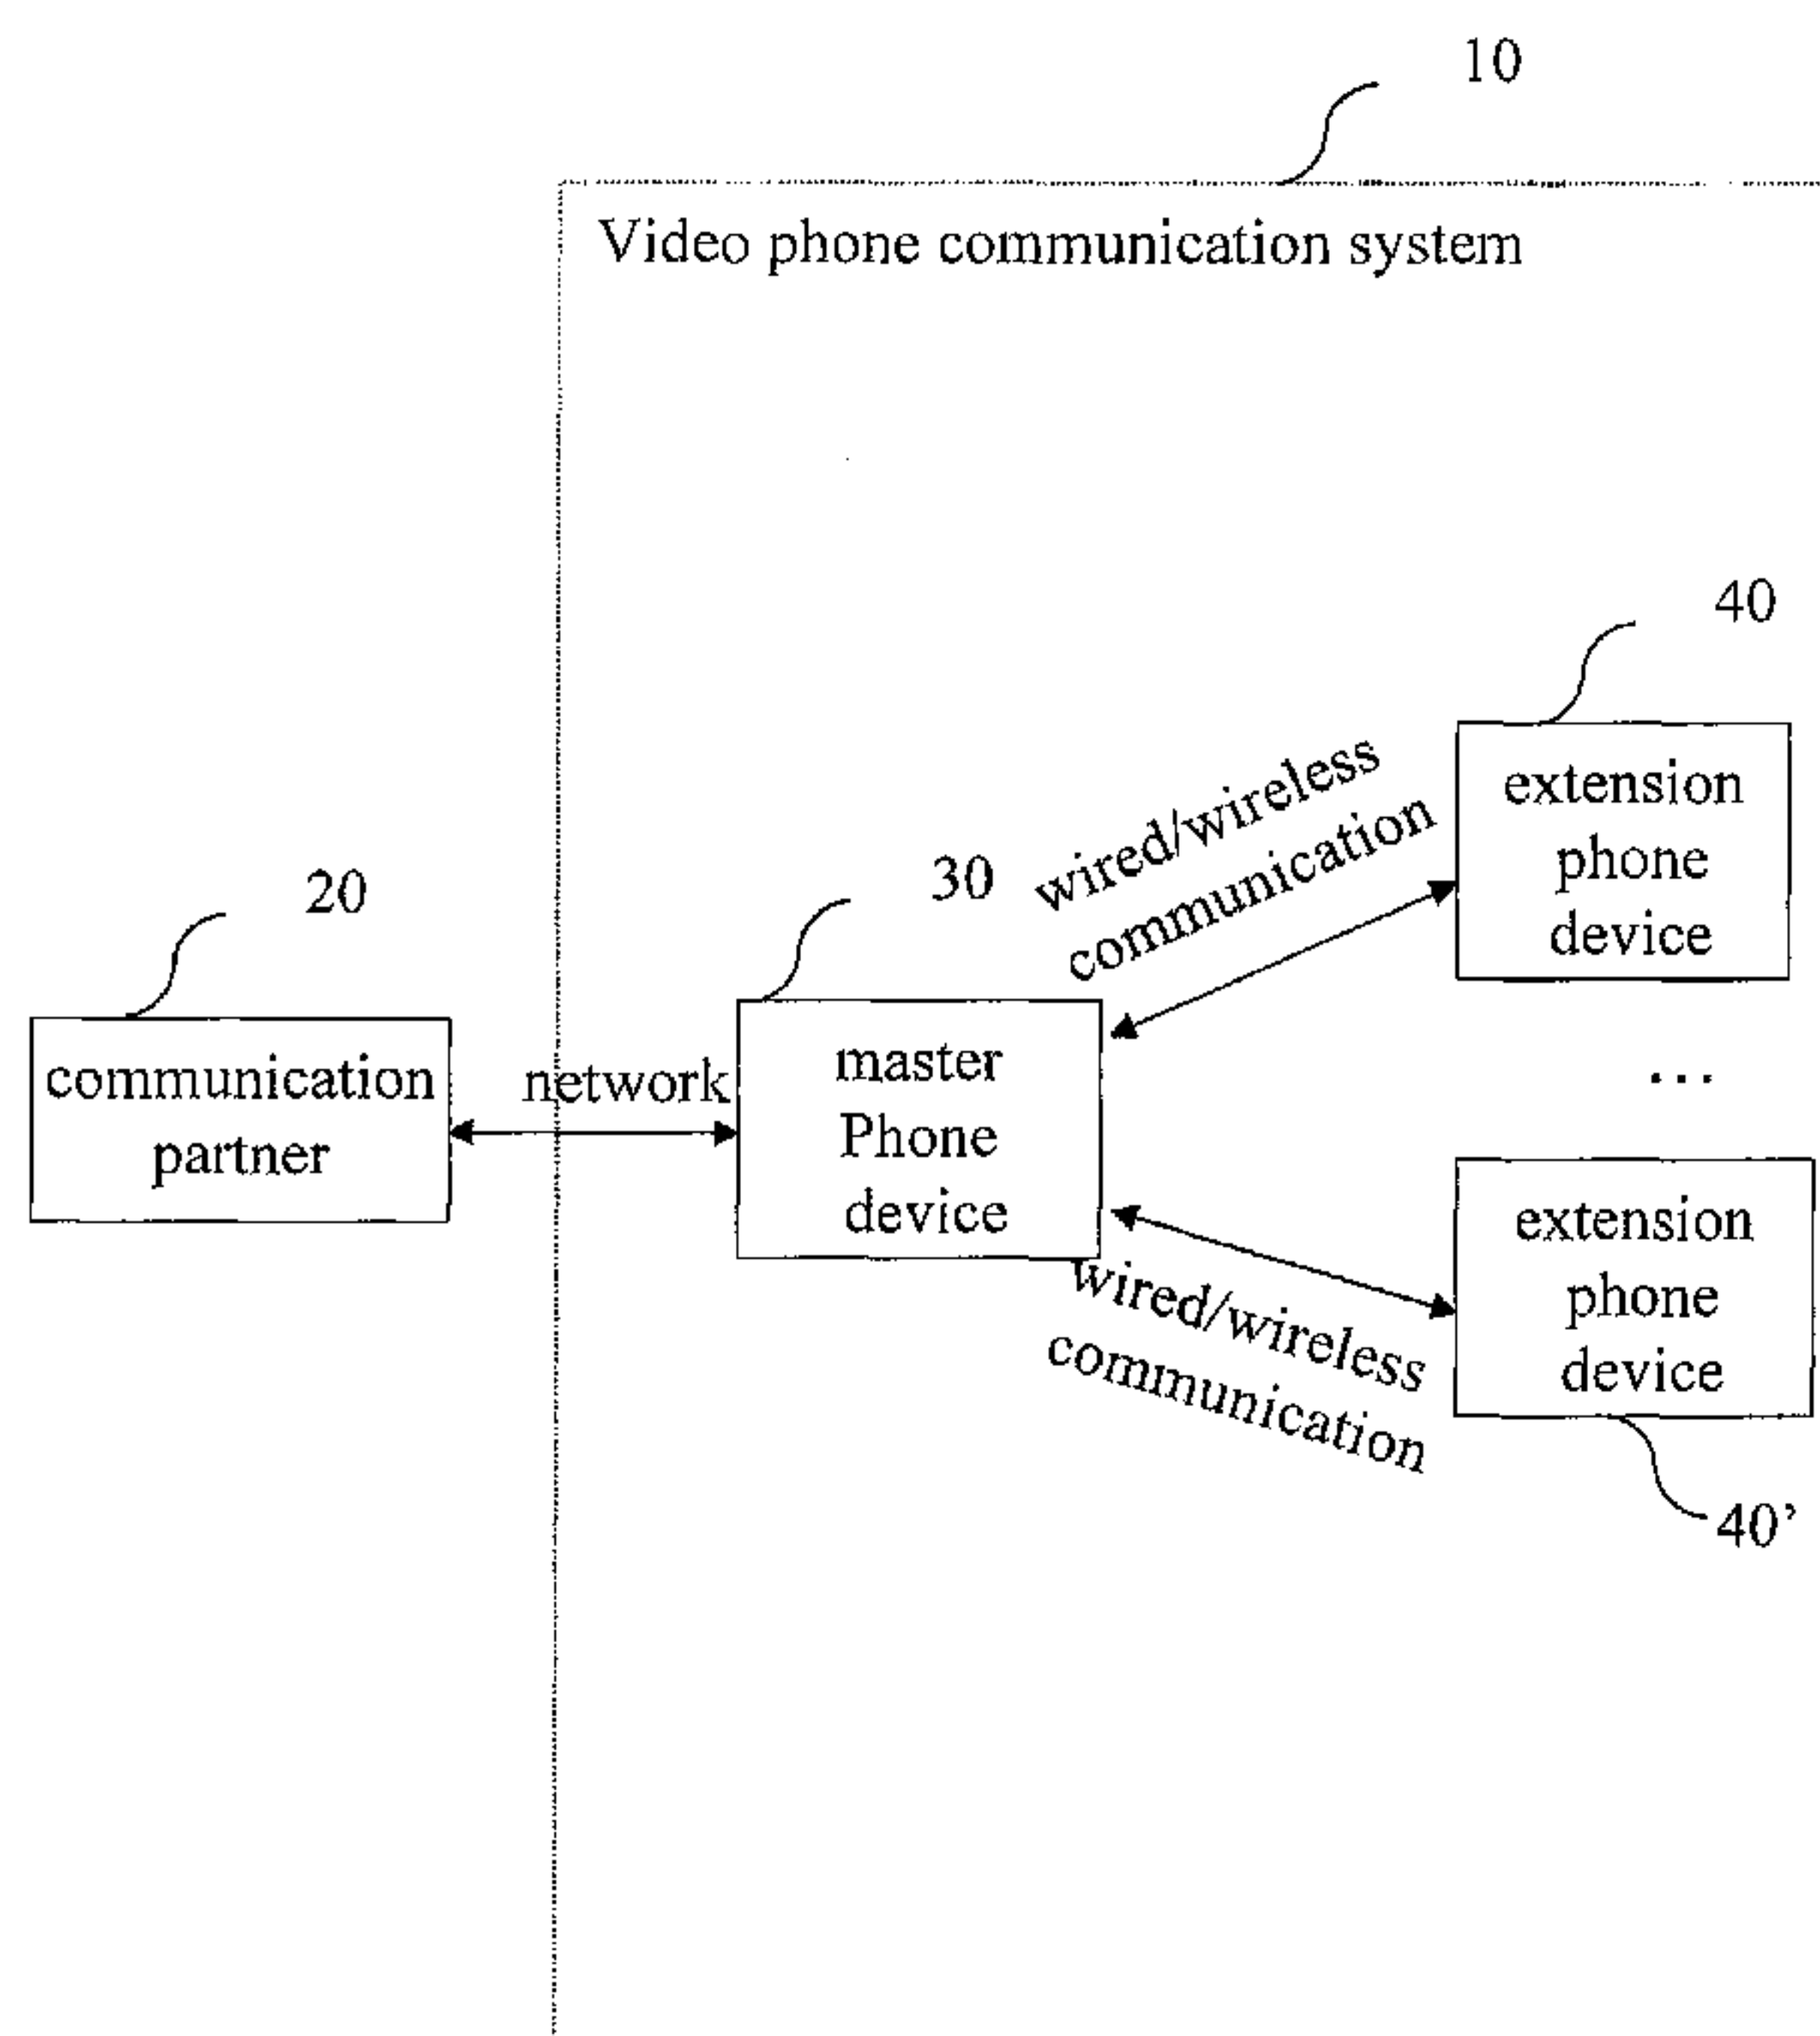 10
Video phone communication system
40
extension
phone
device
wired/wireless
communication
20
30
communication
partner
network
master
Phone
device
...
extension
phone
device
wired/wireless
communication
40’